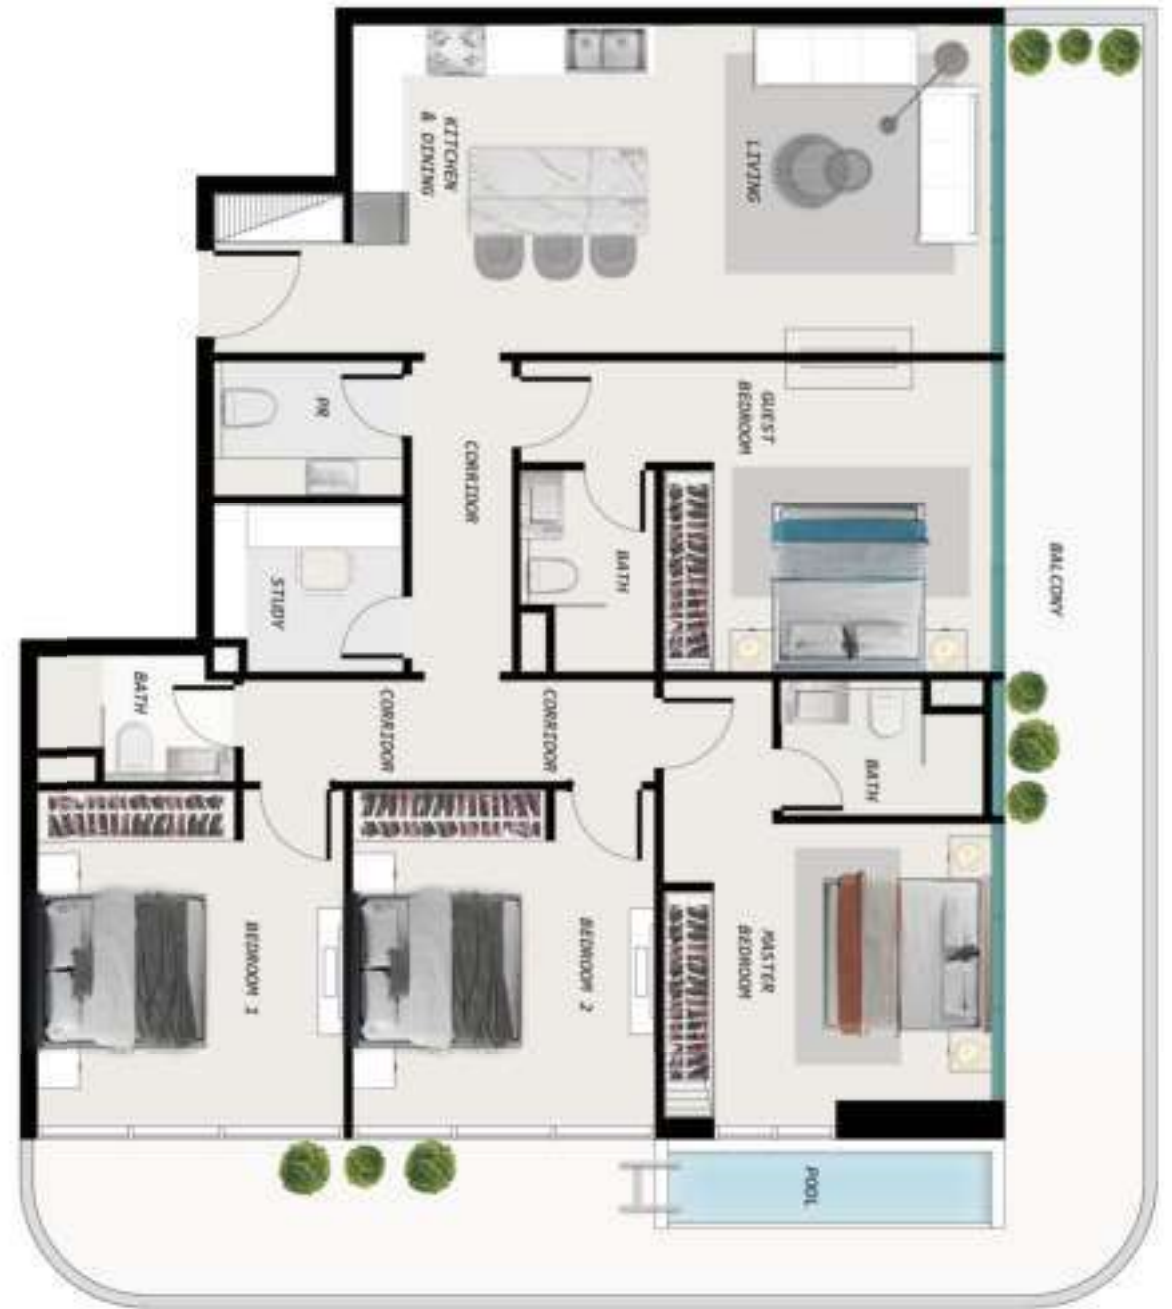 KITCHEN
& DINING
LIVING
PR
CORRIDOR
GUEST
BEDROOM
BATH
STUDY
BALCONY
BATH
CORRIDOR
CORRIDOR
BATH
BEDROOM 1
BEDROOM 2
MASTER
BEDROOM
POOL